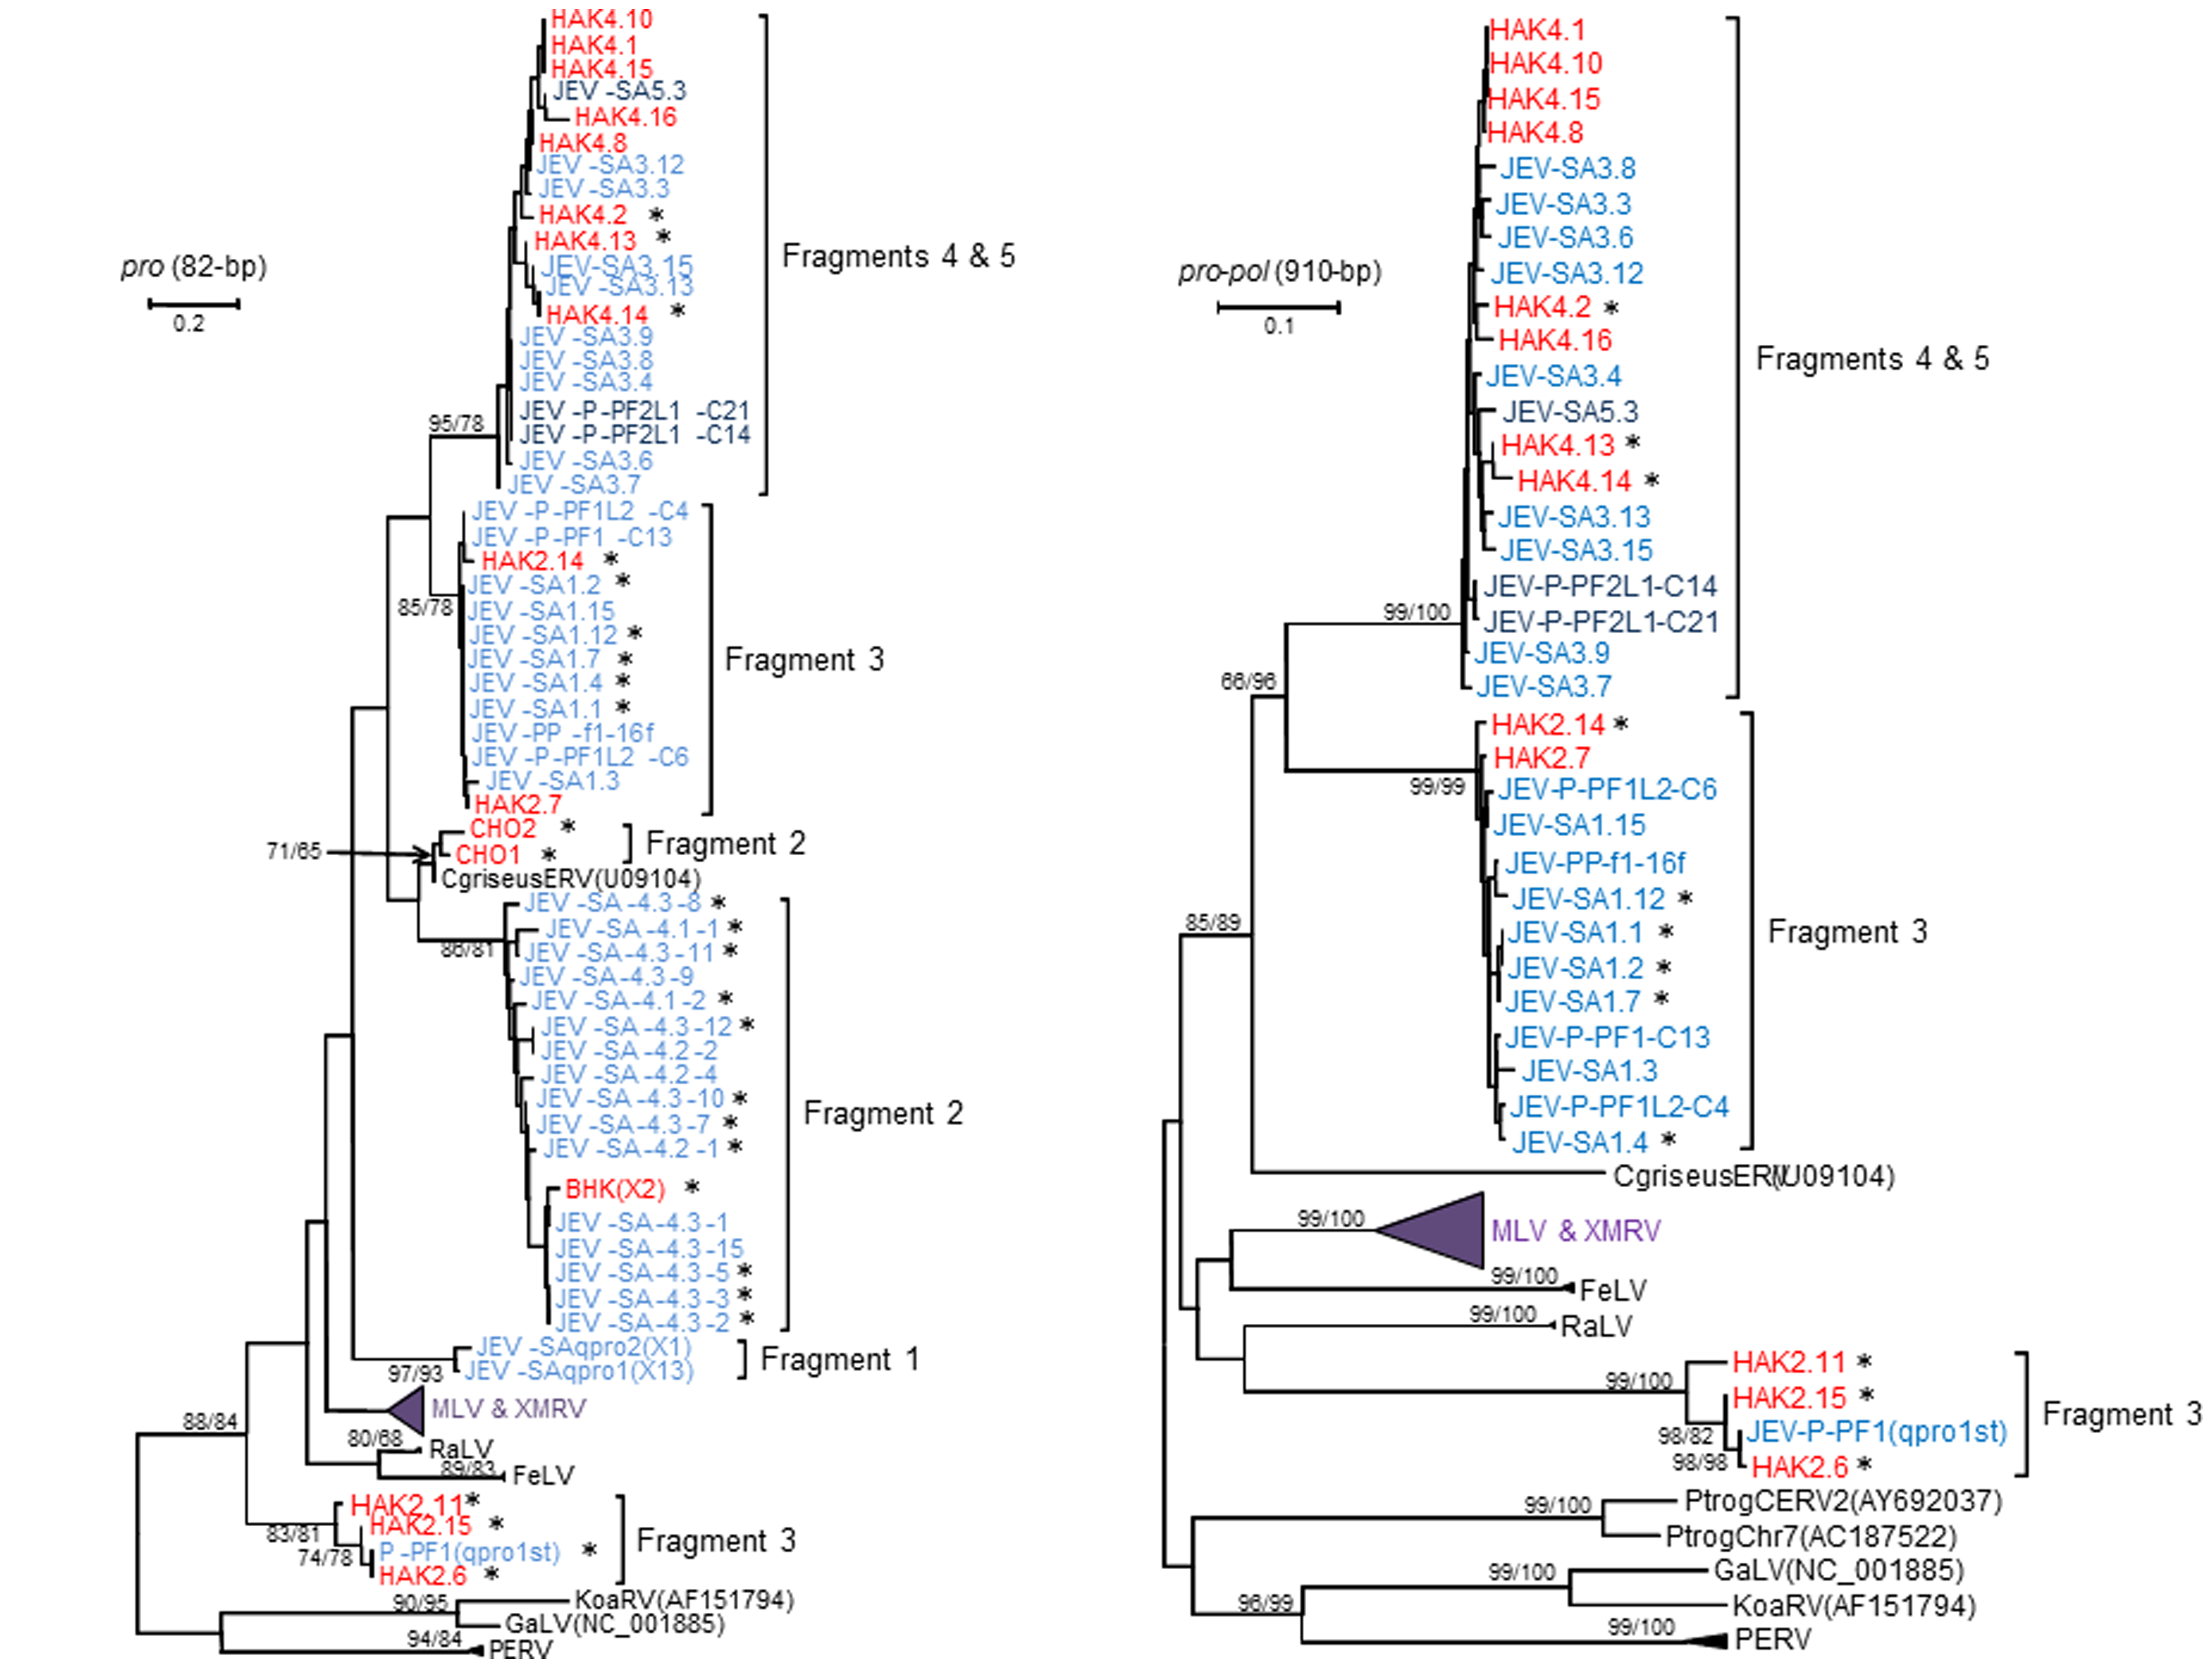 HAK4.10
HAK4.1
HAK4.15
JEV -SA5.3
HAK4.16
HAK4.8
JEV -SA3.12
JEV -SA3.3
HAK4.2 *
HAK4.13 *
JEV-SA3.15
JEV -SA3.13
HAK4.14 *
JEV -SA3.9
JEV -SA3.8
JEV -SA3.4
JEV -P-PF2L1 -C21
JEV -P-PF2L1 -C14
JEV -SA3.6
JEV -SA3.7
Fragments 4 & 5
pro (82-bp)
0.2
95/78
JEV -P-PF1L2 -C4
JEV -P-PF1 -C13
HAK2.14 *
JEV -SA1.2 *
JEV -SA1.15
JEV -SA1.12 *
JEV -SA1.7 *
JEV -SA1.4 *
JEV -SA1.1 *
JEV -PP -f1-16f
JEV -P-PF1L2 -C6
JEV -SA1.3
HAK2.7
85/78
Fragment 3
CHO2 *
CHO1 *
71/65
Fragment 2
CgriseusERV(U09104)
JEV -SA-4.3-8 *
JEV -SA-4.1-1 *
JEV -SA-4.3-11 *
JEV -SA-4.3-9
JEV -SA-4.1-2 *
JEV -SA-4.3-12 *
JEV -SA-4.2-2
JEV -SA-4.2-4
JEV -SA-4.3-10 *
JEV -SA-4.3-7 *
JEV -SA-4.2-1 *
BHK(X2) *
JEV -SA-4.3-1
JEV -SA-4.3-15
JEV -SA-4.3-5 *
JEV -SA-4.3-3 *
JEV -SA-4.3-2 *
86/81
Fragment 2
JEV -SAqpro2(X1)
JEV -SAqpro1(X13)
97/93
Fragment 1
MLV & XMRV
88/84
80/68
RaLV
89/83
FeLV
HAK2.11 *
HAK2.15 *
P-PF1(qpro1st) *
HAK2.6 *
83/81
74/78
Fragment 3
KoaRV(AF151794)
90/95
GaLV(NC_001885)
94/84
PERV
HAK4.1
HAK4.10
HAK4.15
HAK4.8
JEV-SA3.8
JEV-SA3.3
JEV-SA3.6
JEV-SA3.12
HAK4.2 *
HAK4.16
JEV-SA3.4
JEV-SA5.3
HAK4.13 *
HAK4.14 *
JEV-SA3.13
JEV-SA3.15
JEV-P-PF2L1-C14
JEV-P-PF2L1-C21
JEV-SA3.9
JEV-SA3.7
Fragments 4 & 5
pro-pol (910-bp)
0.1
99/100
66/96
HAK2.14 *
HAK2.7
JEV-P-PF1L2-C6
JEV-SA1.15
JEV-PP-f1-16f
JEV-SA1.12 *
JEV-SA1.1 *
JEV-SA1.2 *
JEV-SA1.7 *
JEV-P-PF1-C13
JEV-SA1.3
JEV-P-PF1L2-C4
JEV-SA1.4 *
99/99
Fragment 3
85/89
CgriseusERV(U09104)
99/100
MLV & XMRV
99/100
FeLV
99/100
RaLV
HAK2.11 *
99/100
HAK2.15 *
JEV-P-PF1(qpro1st)
98/82
98/98
HAK2.6 *
Fragment 3
PtrogCERV2(AY692037)
99/100
PtrogChr7(AC187522)
GaLV(NC_001885)
99/100
KoaRV(AF151794)
96/99
99/100
PERV